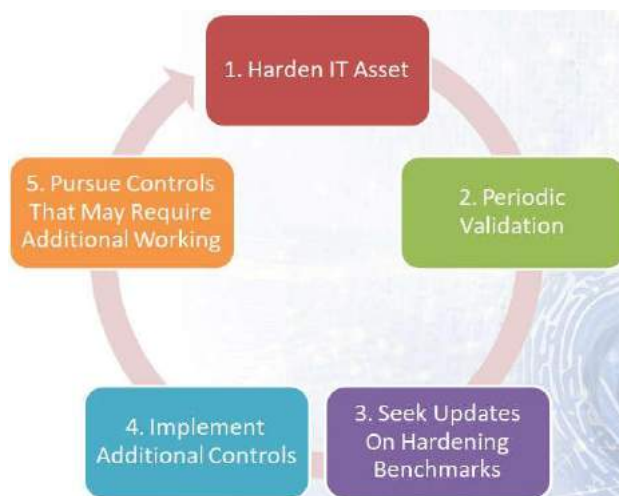 1. Harden IT Asset
2. Periodic
Validation
3. Seek Updates
On Hardening
Benchmarks
4. Implement
Additional Controls
5. Pursue Controls
That May Require
Additional Working